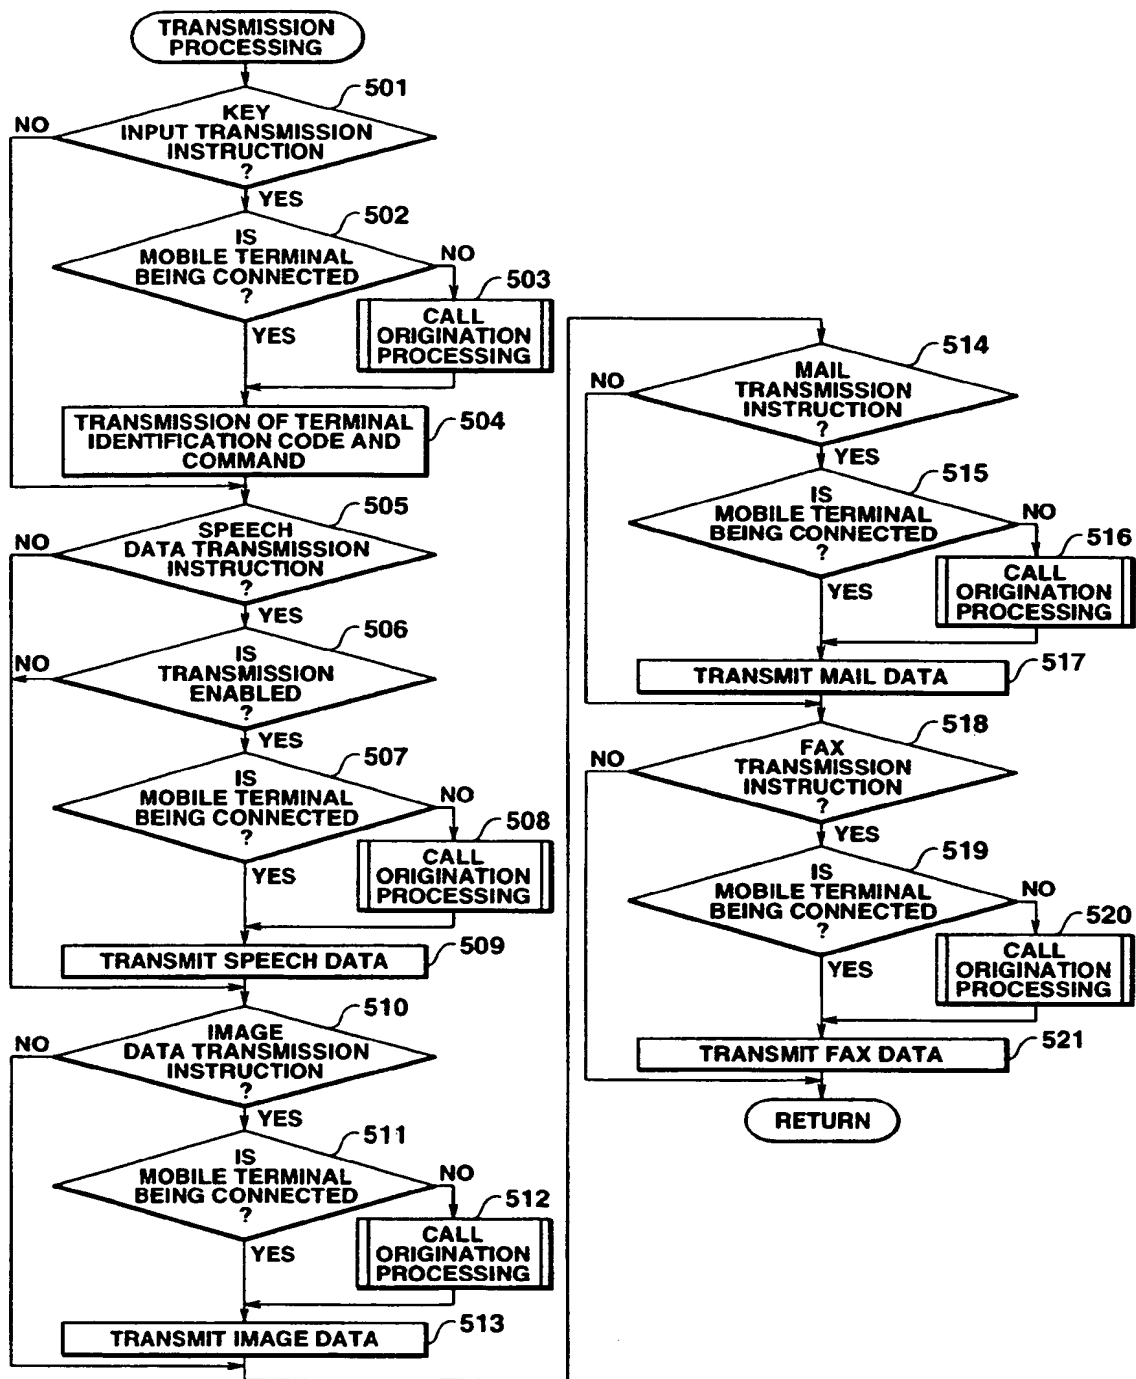 TRANSMISSION
PROCESSING
501
KEY
INPUT TRANSMISSION
INSTRUCTION
?
NO
YES
502
IS
MOBILE TERMINAL
BEING CONNECTED
?
NO
YES
503
CALL
ORIGINATION
PROCESSING
TRANSMISSION OF TERMINAL
IDENTIFICATION CODE AND
COMMAND
504
505
SPEECH
DATA TRANSMISSION
INSTRUCTION
?
NO
YES
506
IS
TRANSMISSION
ENABLED
?
NO
YES
507
IS
MOBILE TERMINAL
BEING CONNECTED
?
NO
YES
508
CALL
ORIGINATION
PROCESSING
TRANSMIT SPEECH DATA
509
510
IMAGE
DATA TRANSMISSION
INSTRUCTION
?
NO
YES
511
IS
MOBILE TERMINAL
BEING CONNECTED
?
NO
YES
512
CALL
ORIGINATION
PROCESSING
TRANSMIT IMAGE DATA
513
514
MAIL
TRANSMISSION
INSTRUCTION
?
NO
YES
515
IS
MOBILE TERMINAL
BEING CONNECTED
?
NO
YES
516
CALL
ORIGINATION
PROCESSING
TRANSMIT MAIL DATA
517
518
FAX
TRANSMISSION
INSTRUCTION
?
NO
YES
519
IS
MOBILE TERMINAL
BEING CONNECTED
?
NO
YES
520
CALL
ORIGINATION
PROCESSING
TRANSMIT FAX DATA
521
RETURN